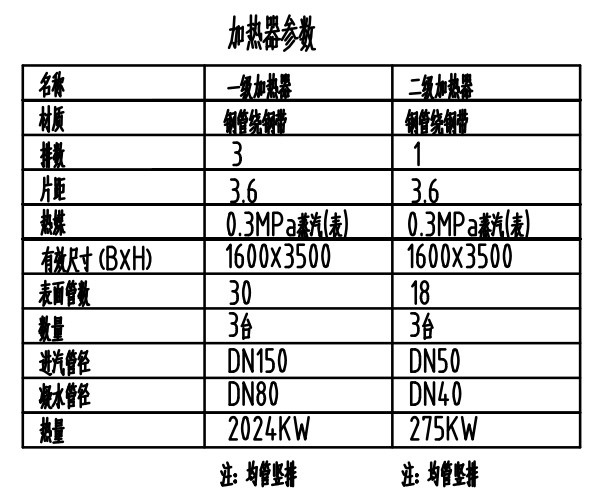 加热器参数
名称 一级加热器 二级加热器
材质 钢管绕钢带 钢管绕钢带
排数 3 1
片距 3.6 3.6
热媒 0.3MPa蒸汽(表) 0.3MPa蒸汽(表)
有效尺寸(BXH) 1600X3500 1600X3500
表面管数 30 18
数量 3台 3台
进汽管径 DN150 DN50
凝水管径 DN80 DN40
热量 2024KW 275KW
注: 均管竖排 注: 均管竖排